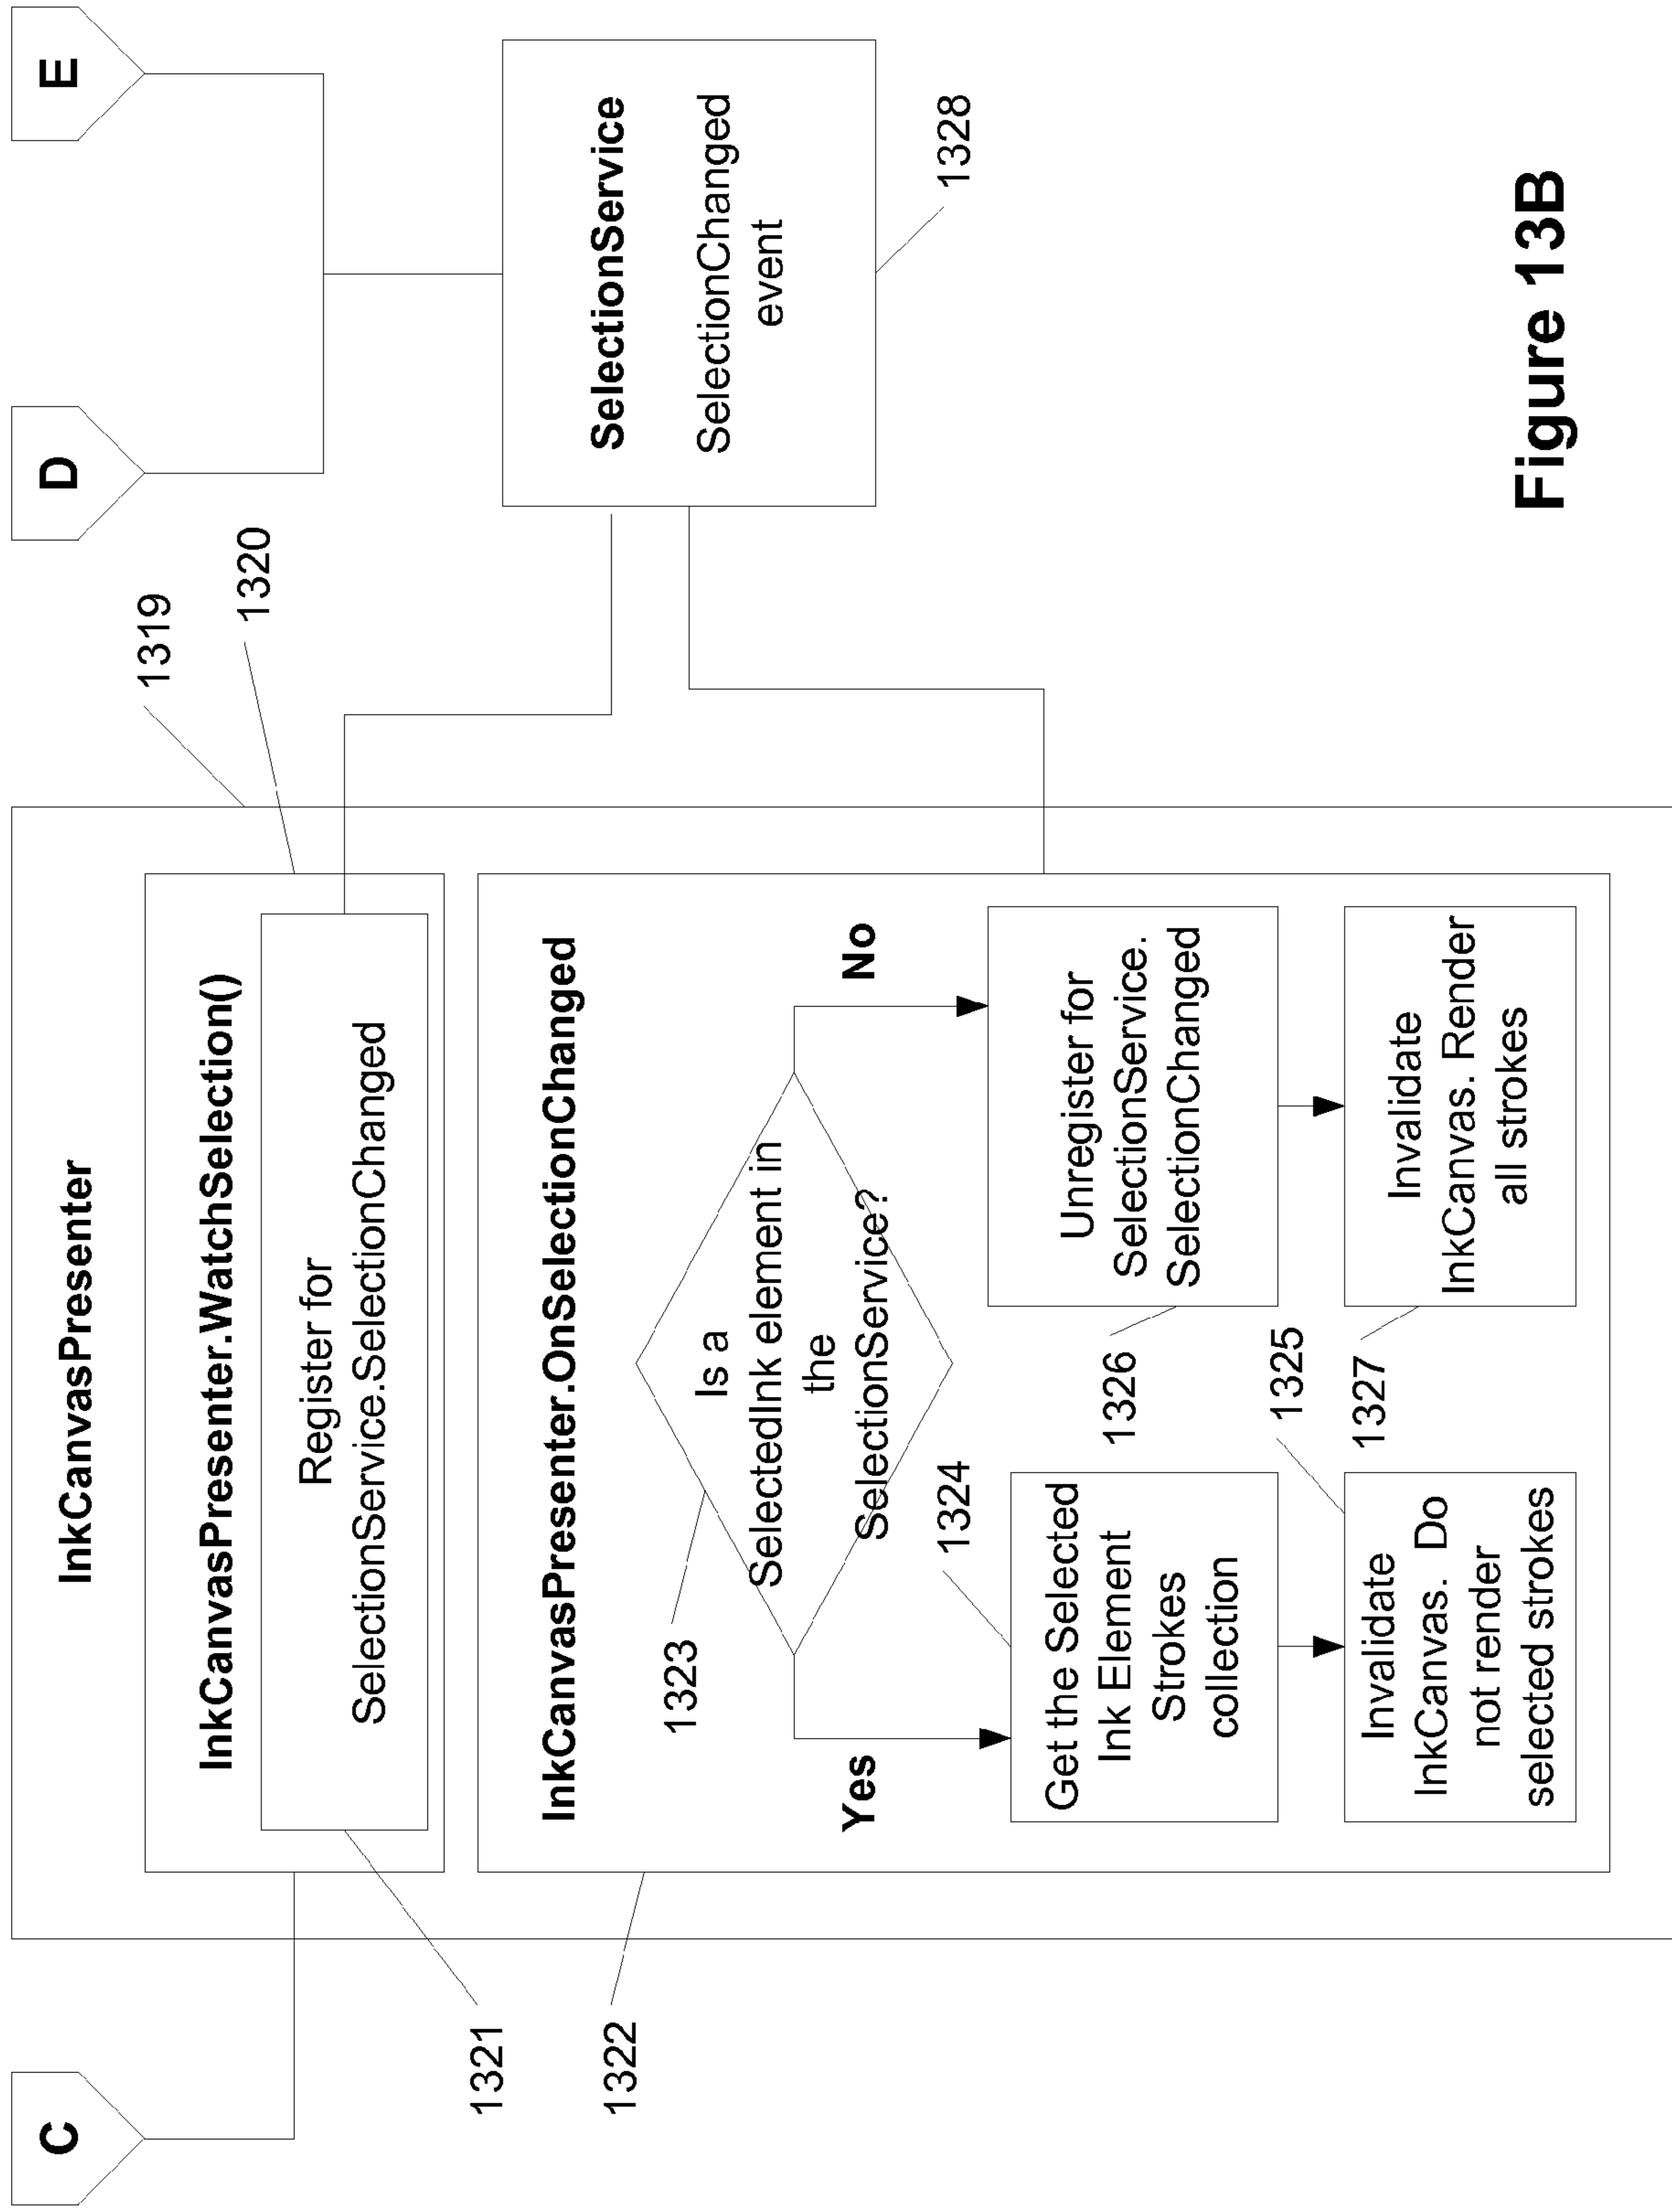 C
D
E
InkCanvasPresenter
1319
1320
InkCanvasPresenter.WatchSelection()
Register for
SelectionService.SelectionChanged
1321
SelectionService
SelectionChanged
event
1328
InkCanvasPresenter.OnSelectionChanged
1322
Is a
SelectedInk element in
the
SelectionService?
1323
Yes
No
1324
Get the Selected
Ink Element
Strokes
collection
Unregister for
SelectionService.
SelectionChanged
1326
1325
Invalidate
InkCanvas. Do
not render
selected strokes
1327
Invalidate
InkCanvas. Render
all strokes
Figure 13B